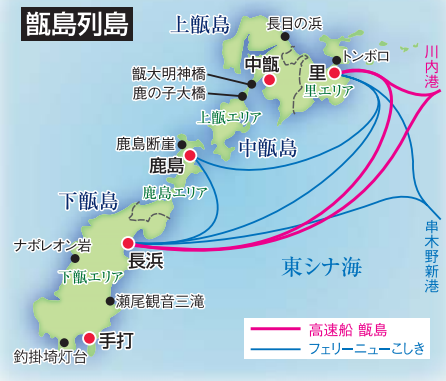 甑島列島
上甑島
長目の浜
中甑
里
トンボロ
里エリア
川内港
甑大明神橋
鹿の子大橋
上甑エリア
鹿島断崖
中甑島
鹿島
鹿島エリア
下甑島
串木野新港
ナポレオン岩
長浜
下甑エリア
東シナ海
瀬尾観音三滝
手打
釣掛埼灯台
高速船 甑島
フェリーニューこしき